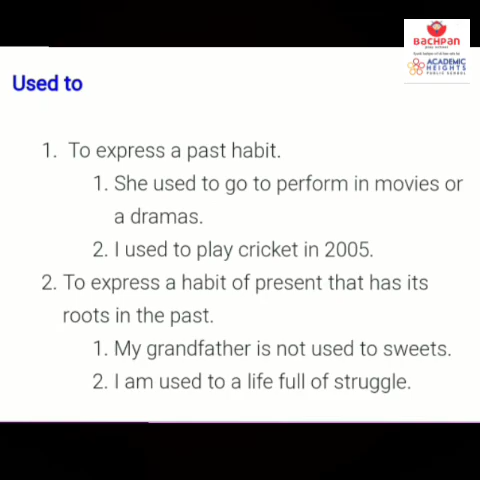 BACHPAN
ACADEMIC
HEIGHTS
PUBLIC SCHOOL
Used to
1. To express a past habit.
1. She used to go to perform in movies or
a dramas.
2. I used to play cricket in 2005.
2. To express a habit of present that has its
roots in the past.
1. My grandfather is not used to sweets.
2. I am used to a life full of struggle.